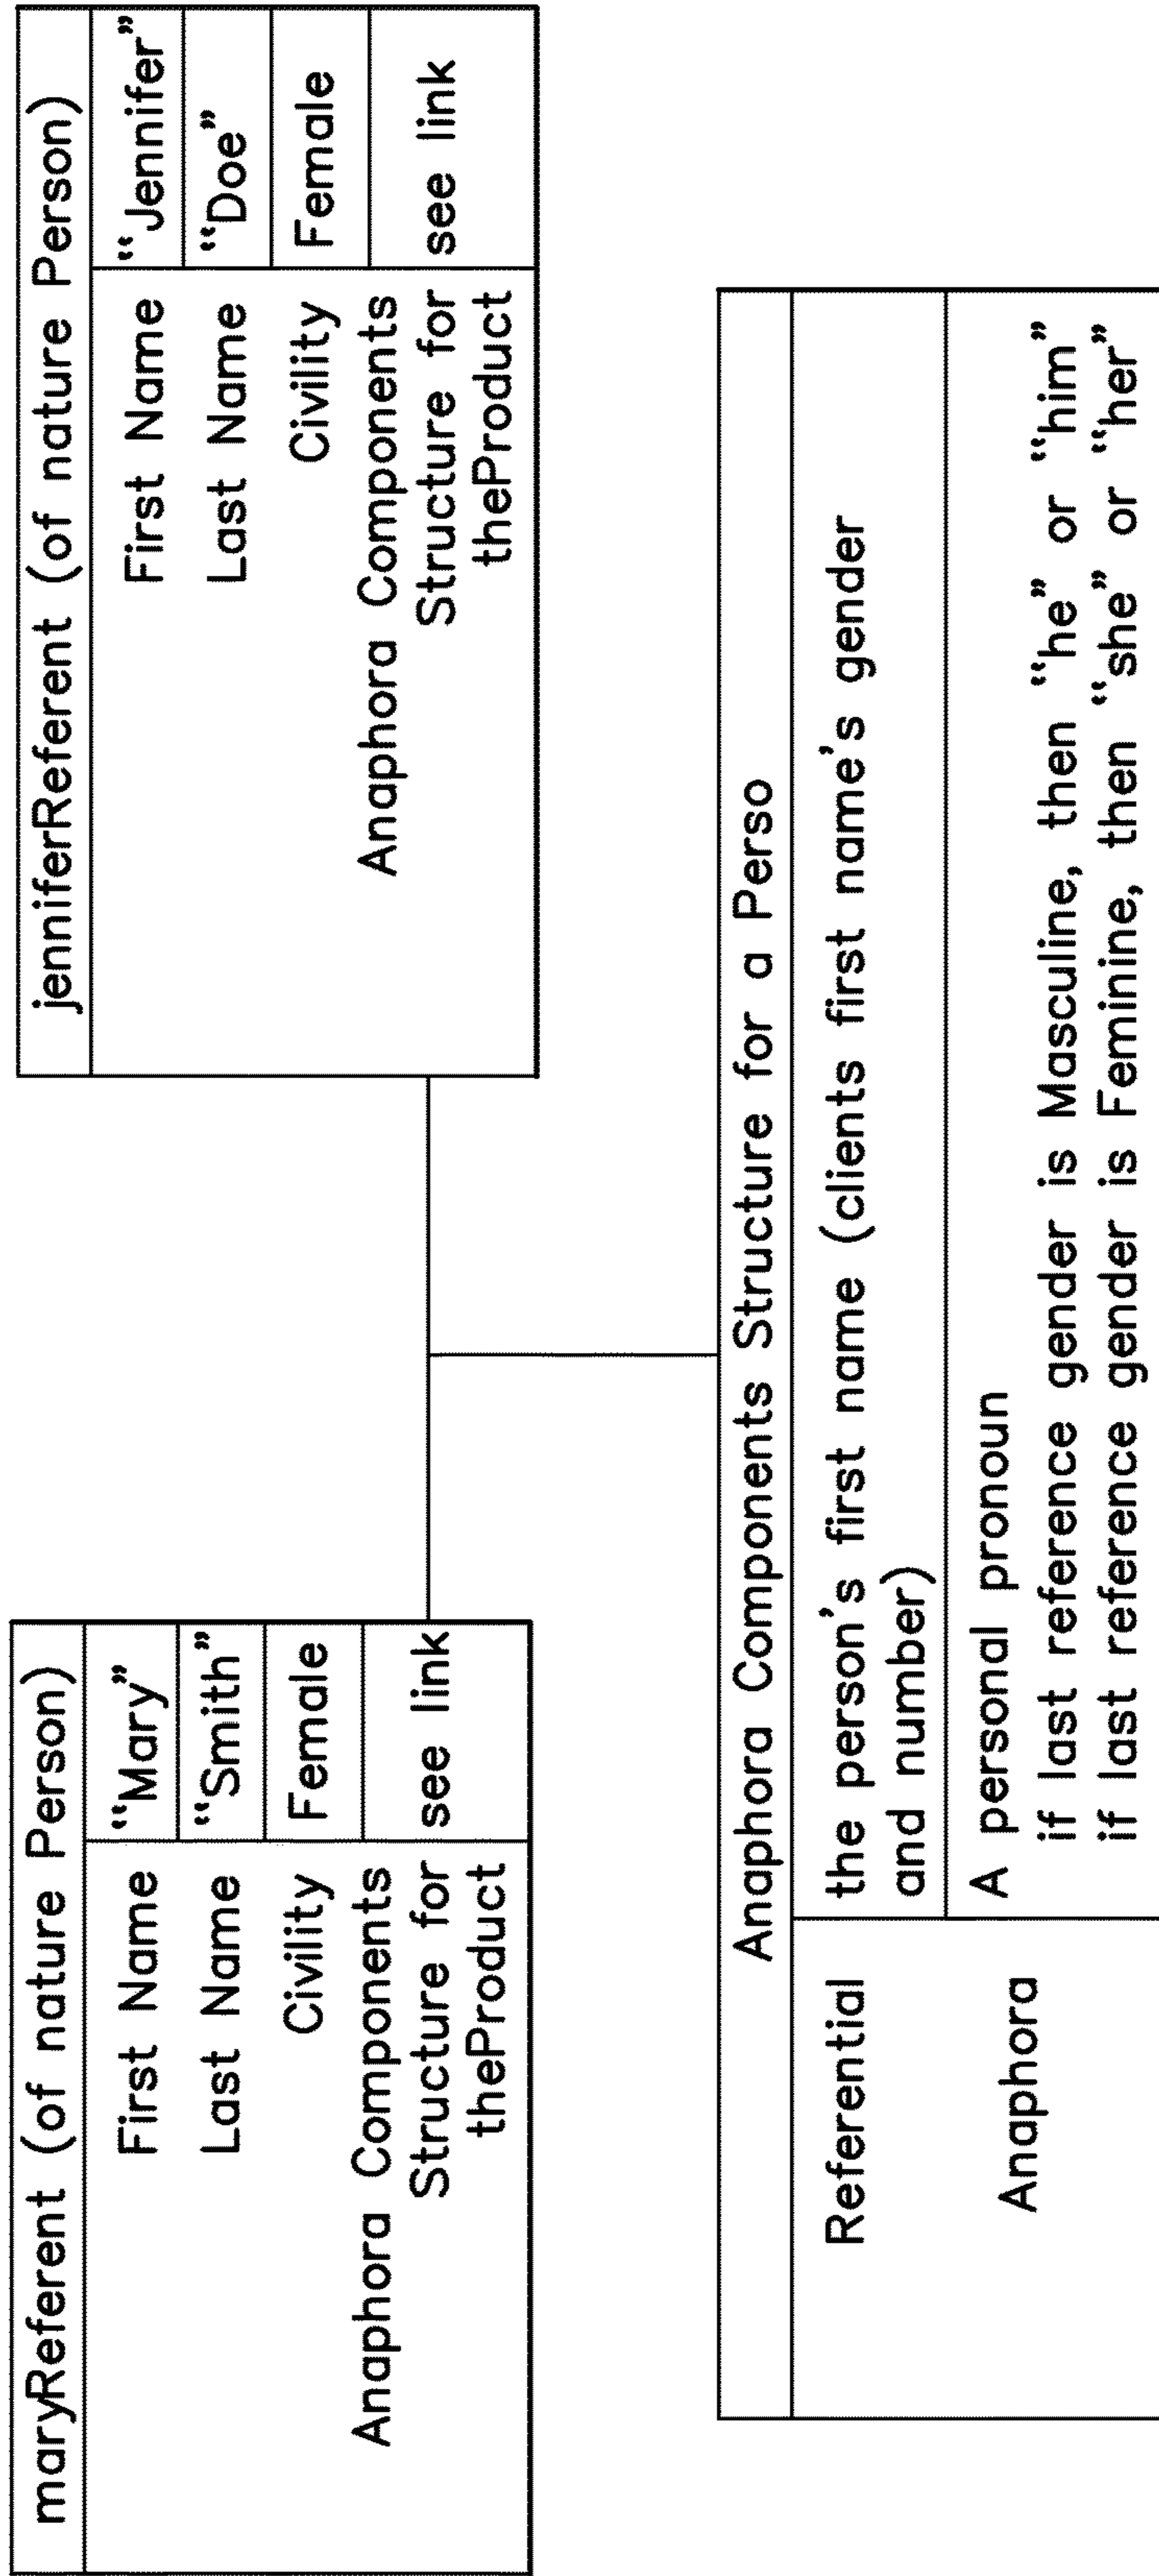 maryReferent (of nature Person)
First Name "Mary"
Last Name "Smith"
Civility Female
Anaphora Components
Structure for see link
theProduct
jenniferReferent (of nature Person)
First Name "Jennifer"
Last Name "Doe"
Civility Female
Anaphora Components
Structure for see link
theProduct
Anaphora Components Structure for a Perso
Referential the person's first name (clients first name's gender
and number)
Anaphora A personal pronoun
if last reference gender is Masculine, then "he" or "him"
if last reference gender is Feminine, then "she" or "her"